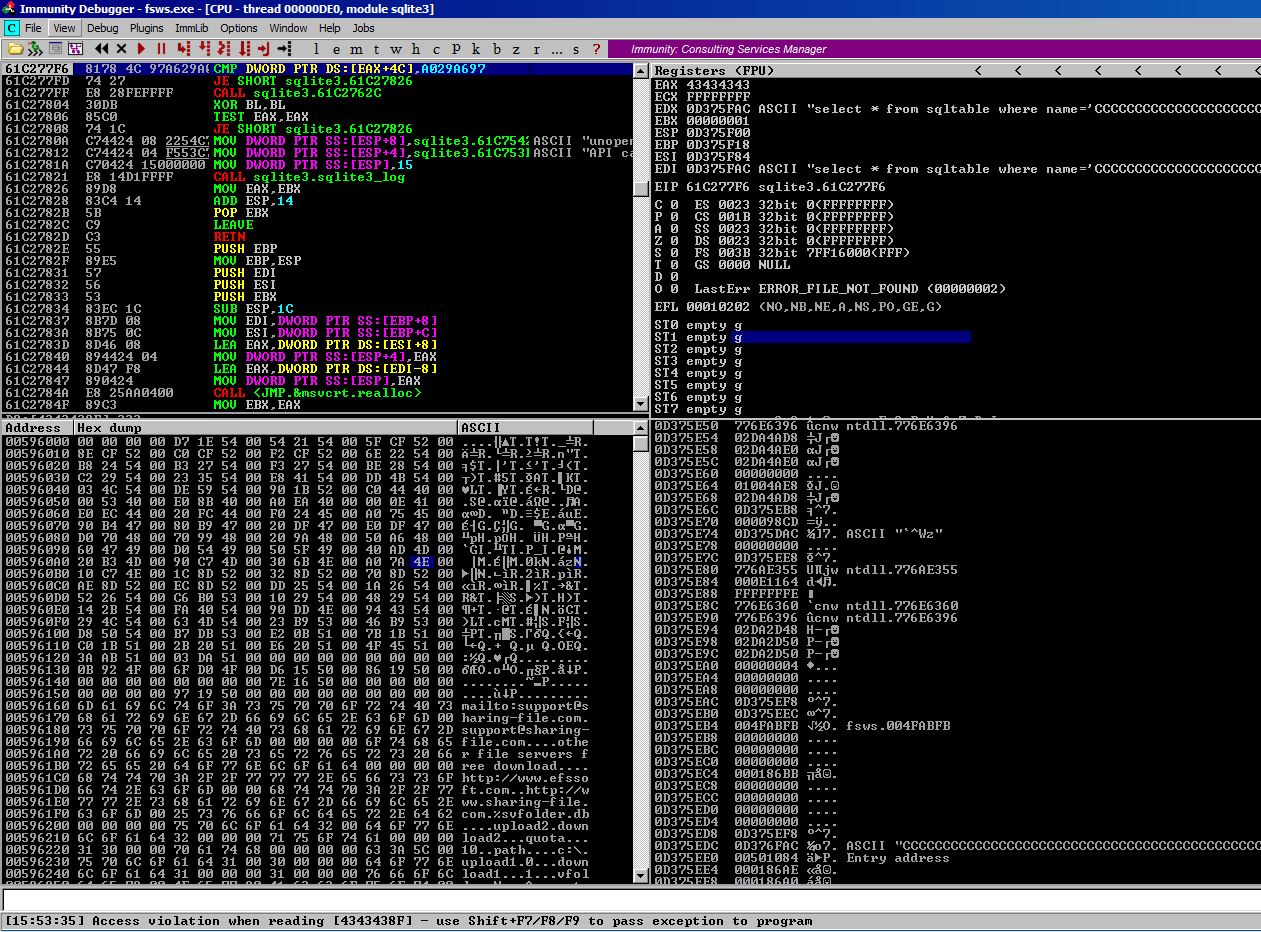 Immunity Debugger - fsws.exe - [CPU - thread 00000DE0, module sqlite3]
C File View Debug Plugins ImmLib Options Window Help Jobs
l e m t w h c p k b z r ... s ? Immunity: Consulting Services Manager
61C277F6 8178 4C 97A629A CMP DWORD PTR DS:[EAX+4C],A029A697
61C277FD 74 27 JE SHORT sqlite3.61C27826
61C277FF E8 28FEFFFF CALL sqlite3.61C2762C
61C27804 30DB XOR BL,BL
61C27806 85C0 TEST EAX,EAX
61C27808 74 1C JE SHORT sqlite3.61C27826
61C2780A C74424 08 2254C MOV DWORD PTR SS:[ESP+8],sqlite3.61C7542 ASCII "unoper
61C27812 C74424 04 F553C MOV DWORD PTR SS:[ESP+4],sqlite3.61C753 ASCII "API ca
61C2781A C70424 15000000 MOV DWORD PTR SS:[ESP],15
61C27821 E8 14D1FFFF CALL sqlite3.sqlite3_log
61C27826 89D8 MOV EAX,EBX
61C27828 83C4 14 ADD ESP,14
61C2782B 5B POP EBX
61C2782C C9 LEAVE
61C2782D C3 RETN
61C2782E 55 PUSH EBP
61C2782F 89E5 MOV EBP,ESP
61C27831 57 PUSH EDI
61C27832 56 PUSH ESI
61C27833 53 PUSH EBX
61C27834 83EC 1C SUB ESP,1C
61C27837 8B7D 08 MOV EDI,DWORD PTR SS:[EBP+8]
61C2783A 8B75 0C MOV ESI,DWORD PTR SS:[EBP+C]
61C2783D 8D46 08 LEA EAX,DWORD PTR DS:[ESI+8]
61C27840 894424 04 MOV DWORD PTR SS:[ESP+4],EAX
61C27844 8D47 F8 LEA EAX,DWORD PTR DS:[EDI-8]
61C27847 890424 MOV DWORD PTR SS:[ESP],EAX
61C2784A E8 25AA0400 CALL <JMP.&msvcrt.realloc>
61C2784F 89C3 MOV EBX,EAX
Registers (FPU) < < < < < < < <
EAX 43434343
ECX FFFFFFFF
EDX 0D375FAC ASCII "select * from sqltable where name='CCCCCCCCCCCCCCCCCCCCC
EBX 00000001
ESP 0D375F00
EBP 0D375F18
ESI 0D375F84
EDI 0D375FAC ASCII "select * from sqltable where name='CCCCCCCCCCCCCCCCCCCCC
EIP 61C277F6 sqlite3.61C277F6
C 0 ES 0023 32bit 0(FFFFFFFF)
P 0 CS 001B 32bit 0(FFFFFFFF)
A 0 SS 0023 32bit 0(FFFFFFFF)
Z 0 DS 0023 32bit 0(FFFFFFFF)
S 0 FS 003B 32bit 7FF16000(FFF)
T 0 GS 0000 NULL
D 0
O 0 LastErr ERROR_FILE_NOT_FOUND (00000002)
EFL 00010202 (NO,NB,NE,A,NS,PO,GE,G)
ST0 empty g
ST1 empty g
ST2 empty g
ST3 empty g
ST4 empty g
ST5 empty g
ST6 empty g
ST7 empty g
Address Hex dump ASCII
00596000 00 00 00 00 D7 1E 54 00 54 21 54 00 5F CF 52 00
00596010 8E CF 52 00 C0 CF 52 00 F2 CF 52 00 6E 22 54 00
00596020 B8 24 54 00 B3 27 54 00 F3 27 54 00 BE 28 54 00
00596030 C2 29 54 00 23 35 54 00 E8 41 54 00 DD 4B 54 00
00596040 03 4C 54 00 DE 59 54 00 90 1B 52 00 C0 44 40 00
00596050 00 53 40 00 E0 8B 40 00 A0 EA 40 00 00 0E 41 00
00596060 E0 EC 44 00 20 FC 44 00 F0 24 45 00 A0 75 45 00
00596070 90 B4 47 00 80 B9 47 00 20 DF 47 00 E0 DF 47 00
00596080 D0 70 48 00 70 99 48 00 20 9A 48 00 50 A6 48 00
00596090 60 47 49 00 D0 54 49 00 50 5F 49 00 40 AD 4D 00
005960A0 20 B3 4D 00 90 C7 4D 00 30 6B 4E 00 A0 7A 4E 00
005960B0 10 C7 4E 00 1C 8D 52 00 32 8D 52 00 70 8D 52 00
005960C0 AE 8D 52 00 EC 8D 52 00 DD 25 54 00 1A 26 54 00
005960D0 52 26 54 00 C6 B0 53 00 10 29 54 00 48 29 54 00
005960E0 14 2B 54 00 FA 40 54 00 90 DD 4E 00 94 43 54 00
005960F0 29 4C 54 00 63 4D 54 00 23 B9 53 00 46 B9 53 00
00596100 D8 50 54 00 B7 DB 53 00 E2 0B 51 00 7B 1B 51 00
00596110 C0 1B 51 00 2B 20 51 00 E6 20 51 00 4F 45 51 00
00596120 3A AB 51 00 03 DA 51 00 00 00 00 00 00 00 00 00
00596130 0B 92 4F 00 6F D0 4F 00 D6 15 50 00 86 19 50 00
00596140 00 00 00 00 00 00 00 00 7E 16 50 00 00 00 00 00
00596150 00 00 00 00 97 19 50 00 00 00 00 00 00 00 00 00
00596160 6D 61 69 6C 74 6F 3A 73 75 70 70 6F 72 74 40 73 mailto:support@s
00596170 68 61 72 69 6E 67 2D 66 69 6C 65 2E 63 6F 6D 00 haring-file.com.
00596180 73 75 70 70 6F 72 74 40 73 68 61 72 69 6E 67 2D support@sharing-
00596190 66 69 6C 65 2E 63 6F 6D 00 00 00 00 6F 74 68 65 file.com....othe
005961A0 72 20 66 69 6C 65 20 73 65 72 76 65 72 73 20 66 r file servers f
005961B0 72 65 65 20 64 6F 77 6E 6C 6F 61 64 00 00 00 00 ree download....
005961C0 68 74 74 70 3A 2F 2F 77 77 77 2E 65 66 73 73 6F http://www.efsso
005961D0 66 74 2E 63 6F 6D 00 00 68 74 74 70 3A 2F 2F 77 ft.com..http://w
005961E0 77 77 2E 73 68 61 72 69 6E 67 2D 66 69 6C 65 2E ww.sharing-file.
005961F0 63 6F 6D 00 25 73 76 66 6F 6C 64 65 72 2E 64 62 com.%svfolder.db
00596200 00 00 00 00 75 70 6C 6F 61 64 32 00 64 6F 77 6E ....upload2.down
00596210 6C 6F 61 64 32 00 00 00 71 75 6F 74 61 00 00 00 load2...quota...
00596220 31 30 00 00 70 61 74 68 00 00 00 00 63 3A 5C 00 10..path....c:\.
00596230 75 70 6C 6F 61 64 31 00 30 00 00 00 64 6F 77 6E upload1.0...down
00596240 6C 6F 61 64 31 00 00 00 31 00 00 00 76 66 6F 6C load1...1...vfol
0D375E50 776E6396 ntdll.776E6396
0D375E54 02DA4AD8
0D375E58 02DA4AE0
0D375E5C 02DA4AE0
0D375E60 00000000 ....
0D375E64 01004AE8
0D375E68 02DA4AD8
0D375E6C 0D375EB8
0D375E70 000098CD
0D375E74 0D375DAC ASCII "`^Wz"
0D375E78 00000000 ....
0D375E7C 0D375EE8
0D375E80 776AE355 ntdll.776AE355
0D375E84 000E1164
0D375E88 FFFFFFFE
0D375E8C 776E6360 `cnw ntdll.776E6360
0D375E90 776E6396 ntdll.776E6396
0D375E94 02DA2D48
0D375E98 02DA2D50
0D375E9C 02DA2D50
0D375EA0 00000004
0D375EA4 00000000 ....
0D375EA8 00000000 ....
0D375EAC 0D375EF8
0D375EB0 0D375EEC
0D375EB4 004FABFB fsws.004FABFB
0D375EB8 00000000 ....
0D375EBC 00000000 ....
0D375EC0 00000000 ....
0D375EC4 000186BB
0D375EC8 00000000 ....
0D375ECC 00000000 ....
0D375ED0 00000000 ....
0D375ED4 00000000 ....
0D375ED8 0D375EF8
0D375EDC 0D376FAC ASCII "CCCCCCCCCCCCCCCCCCCCCCCCCCCCCCCCCCCCCCCCCCCC
0D375EE0 00501084 Entry address
0D375EE4 000186AE
0D375EE8 000186A0
[15:53:35] Access violation when reading [4343438F] - use Shift+F7/F8/F9 to pass exception to program